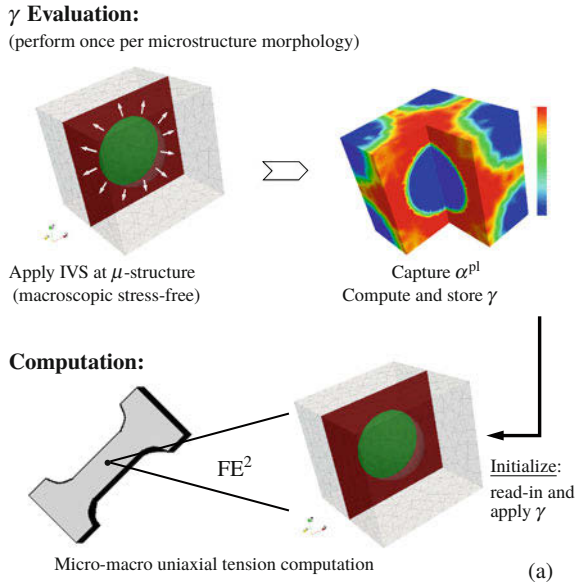 γ Evaluation:
(perform once per microstructure morphology)
Apply IVS at μ-structure
(macroscopic stress-free)
Capture α^pl
Compute and store γ
Computation:
FE²
Initialize:
read-in and
apply γ
Micro-macro uniaxial tension computation
(a)